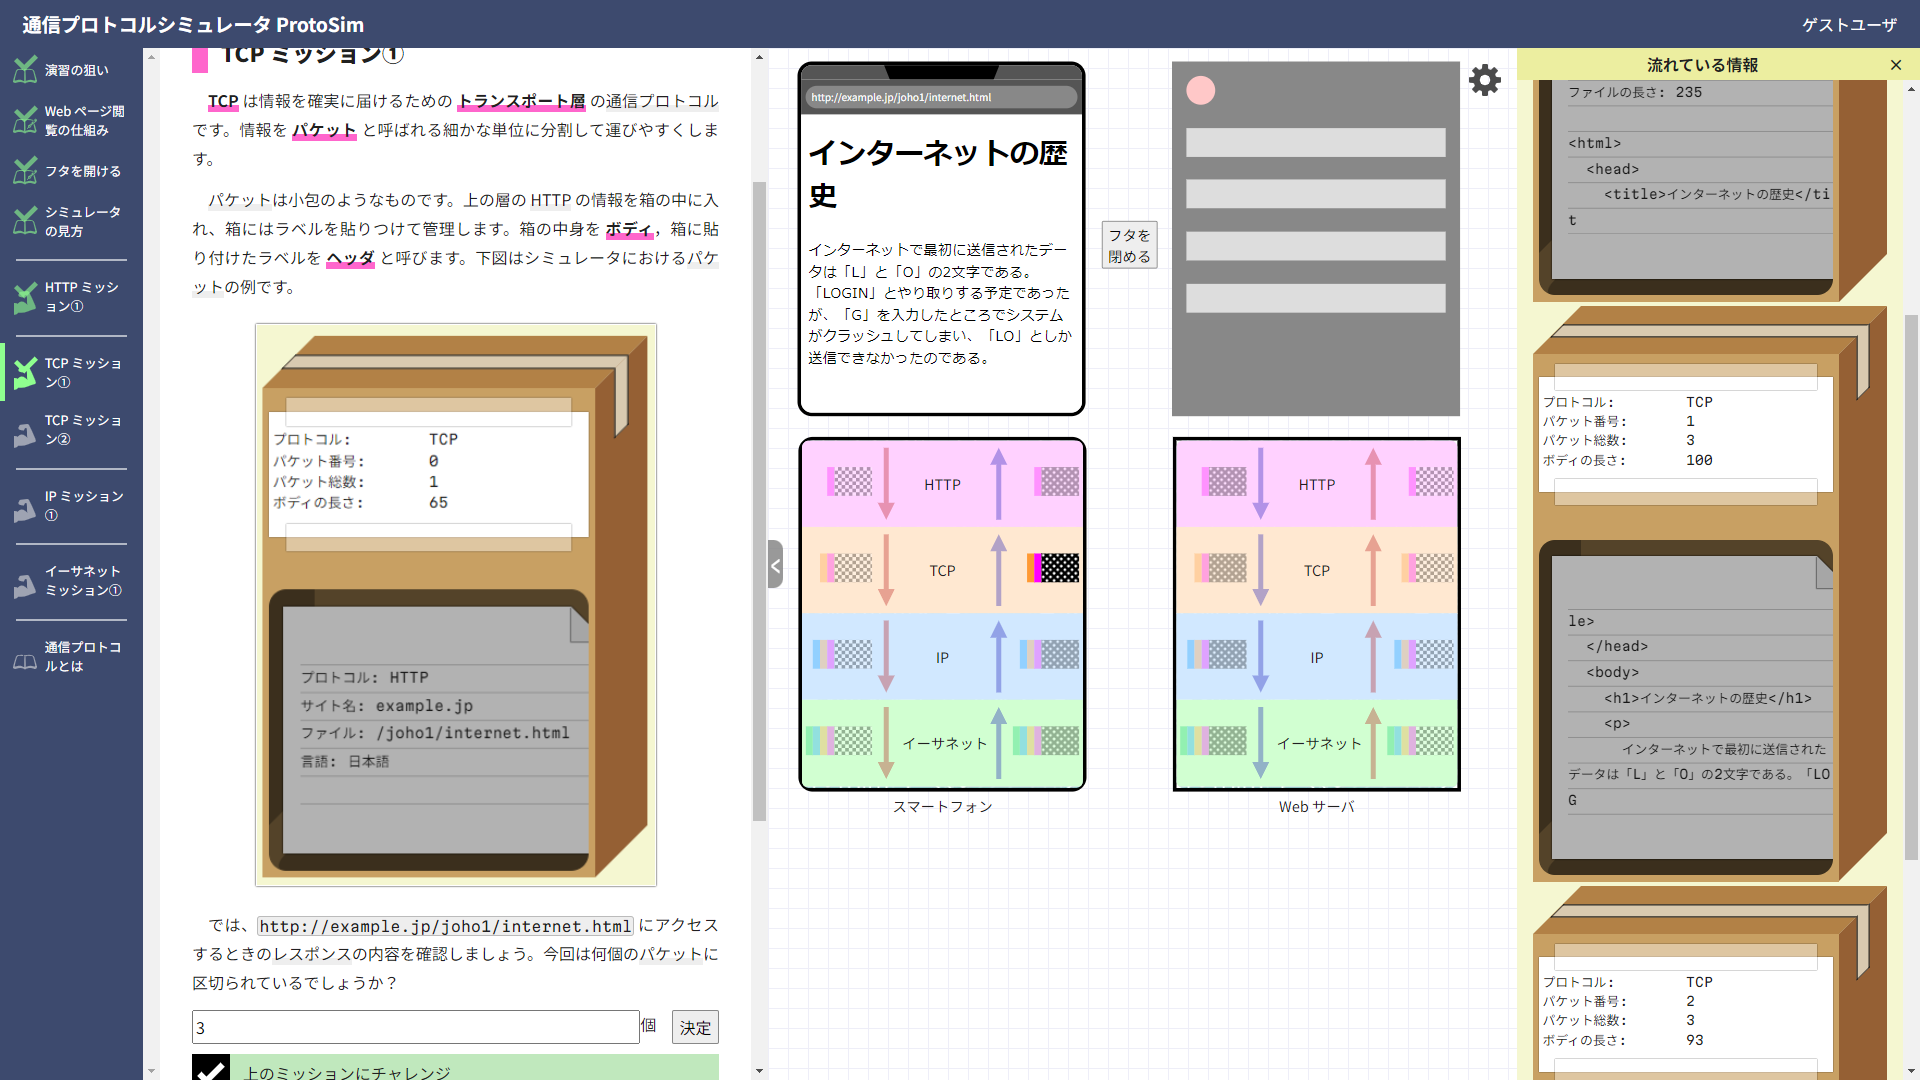 通信プロトコルシミュレータ ProtoSim
ゲストユーザ
演習の狙い
Web ページ閲
覧の仕組み
フタを開ける
シミュレータ
の見方
HTTP ミッシ
ョン①
TCP ミッショ
ン①
TCP ミッショ
ン②
IP ミッション
①
イーサネット
ミッション①
通信プロトコ
ルとは
TCP ミッション①
TCP は情報を確実に届けるための トランスポート層 の通信プロトコル
です。情報を パケット と呼ばれる細かな単位に分割して運びやすくしま
す。
パケットは小包のようなものです。上の層の HTTP の情報を箱の中に入
れ、箱にはラベルを貼りつけて管理します。箱の中身を ボディ，箱に貼
り付けたラベルを ヘッダ と呼びます。下図はシミュレータにおけるパケ
ットの例です。
プロトコル: TCP
パケット番号: 0
パケット総数: 1
ボディの長さ: 65
プロトコル: HTTP
サイト名: example.jp
ファイル: /joho1/internet.html
言語: 日本語
では、http://example.jp/joho1/internet.html にアクセス
するときのレスポンスの内容を確認しましょう。今回は何個のパケットに
区切られているでしょうか？
3 個 決定
上のミッションにチャレンジ
http://example.jp/joho1/internet.html
インターネットの歴
史
インターネットで最初に送信されたデー
タは「L」と「O」の2文字である。
「LOGIN」とやり取りする予定であった
が、「G」を入力したところでシステム
がクラッシュしてしまい、「LO」としか
送信できなかったのである。
フタを
閉める
HTTP
TCP
IP
イーサネット
スマートフォン
HTTP
TCP
IP
イーサネット
Web サーバ
流れている情報
ファイルの長さ: 235
<html>
<head>
<title>インターネットの歴史</ti
t
プロトコル: TCP
パケット番号: 1
パケット総数: 3
ボディの長さ: 100
le>
</head>
<body>
<h1>インターネットの歴史</h1>
<p>
インターネットで最初に送信された
データは「L」と「O」の2文字である。「LO
G
プロトコル: TCP
パケット番号: 2
パケット総数: 3
ボディの長さ: 93